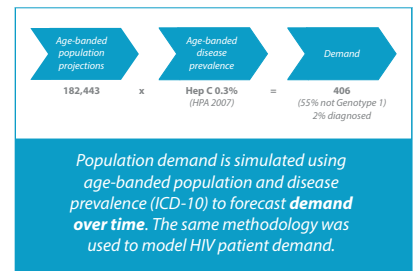 Age-banded
population
projections
Age-banded
disease
prevalence
Demand
182,443 x Hep C 0.3% = 406
(HPA 2007) (55% not Genotype 1)
2% diagnosed
Population demand is simulated using
age-banded population and disease
prevalence (ICD-10) to forecast demand
over time. The same methodology was
used to model HIV patient demand.